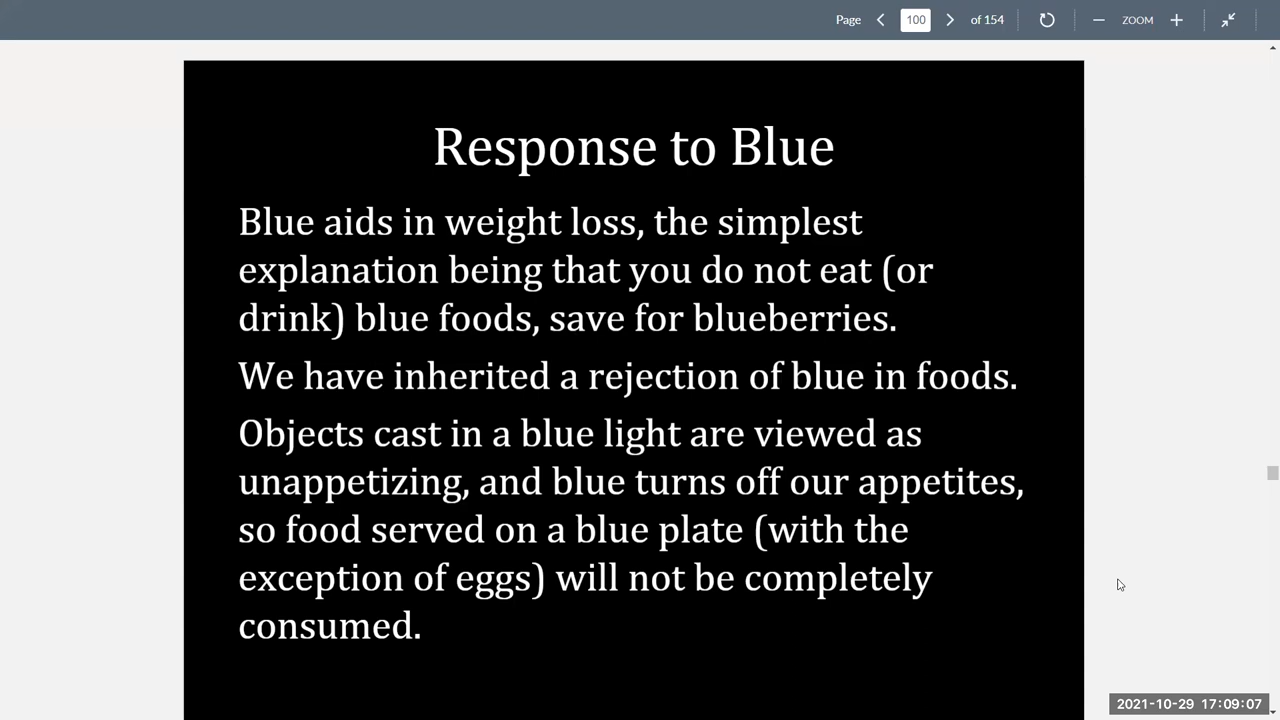 Page 100 of 154 ZOOM
Response to Blue
Blue aids in weight loss, the simplest
explanation being that you do not eat (or
drink) blue foods, save for blueberries.
We have inherited a rejection of blue in foods.
Objects cast in a blue light are viewed as
unappetizing, and blue turns off our appetites,
so food served on a blue plate (with the
exception of eggs) will not be completely
consumed.
2021-10-29 17:09:07